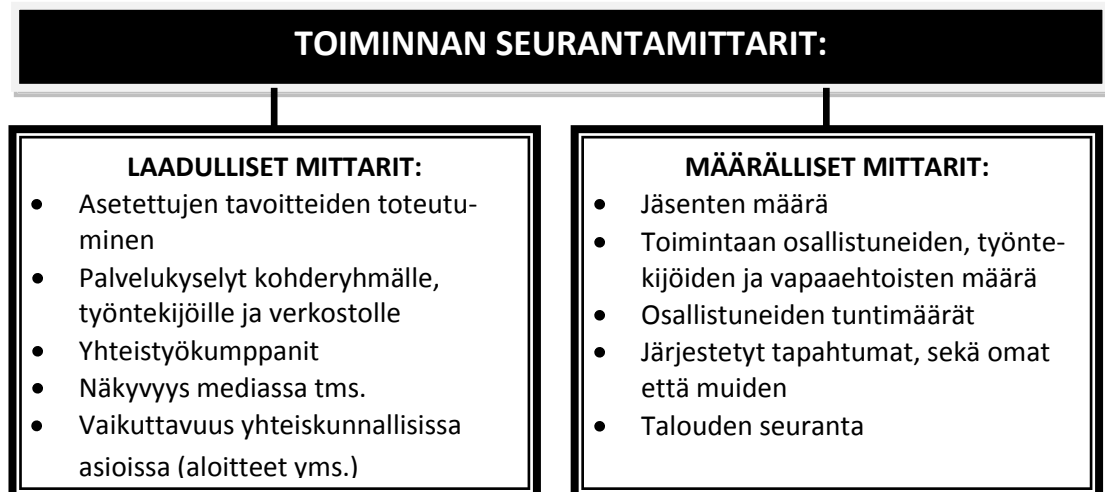 TOIMINNAN SEURANTAMITTARIT:
LAADULLISET MITTARIT:
• Asetettujen tavoitteiden toteutu-
minen
• Palvelukyselyt kohderyhmälle,
työntekijöille ja verkostolle
• Yhteistyökumppanit
• Näkyvyys mediassa tms.
• Vaikuttavuus yhteiskunnallisissa
asioissa (aloitteet yms.)
MÄÄRÄLLISET MITTARIT:
• Jäsenten määrä
• Toimintaan osallistuneiden, työnte-
kijöiden ja vapaaehtoisten määrä
• Osallistuneiden tuntimäärät
• Järjestetyt tapahtumat, sekä omat
että muiden
• Talouden seuranta